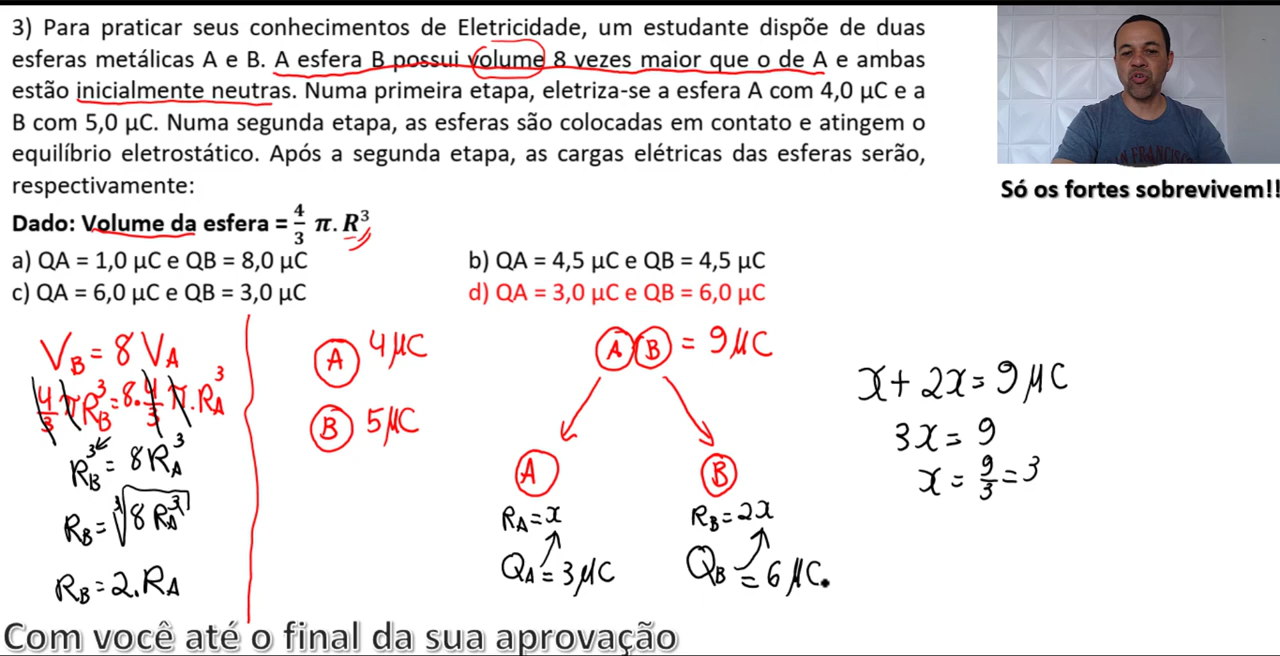 3) Para praticar seus conhecimentos de Eletricidade, um estudante dispõe de duas
esferas metálicas A e B. A esfera B possui volume 8 vezes maior que o de A e ambas
estão inicialmente neutras. Numa primeira etapa, eletriza-se a esfera A com 4,0 µC e a
B com 5,0 µC. Numa segunda etapa, as esferas são colocadas em contato e atingem o
equilíbrio eletrostático. Após a segunda etapa, as cargas elétricas das esferas serão,
respectivamente:
Dado: Volume da esfera = 4/3 π. R³
a) QA = 1,0 µC e QB = 8,0 µC
b) QA = 4,5 µC e QB = 4,5 µC
c) QA = 6,0 µC e QB = 3,0 µC
d) QA = 3,0 µC e QB = 6,0 µC
V_B = 8 V_A
4/3 π R_B³ = 8. 4/3 π. R_A³
R_B³ = 8 R_A³
R_B = ³√(8 R_A³)
R_B = 2. R_A
A 4 µC
B 5 µC
A B = 9 µC
A
B
R_A = x
R_B = 2x
Q_A = 3 µC
Q_B = 6 µC.
x + 2x = 9 µC
3x = 9
x = 9/3 = 3
AN FRANCISC
Só os fortes sobrevivem!!
Com você até o final da sua aprovação